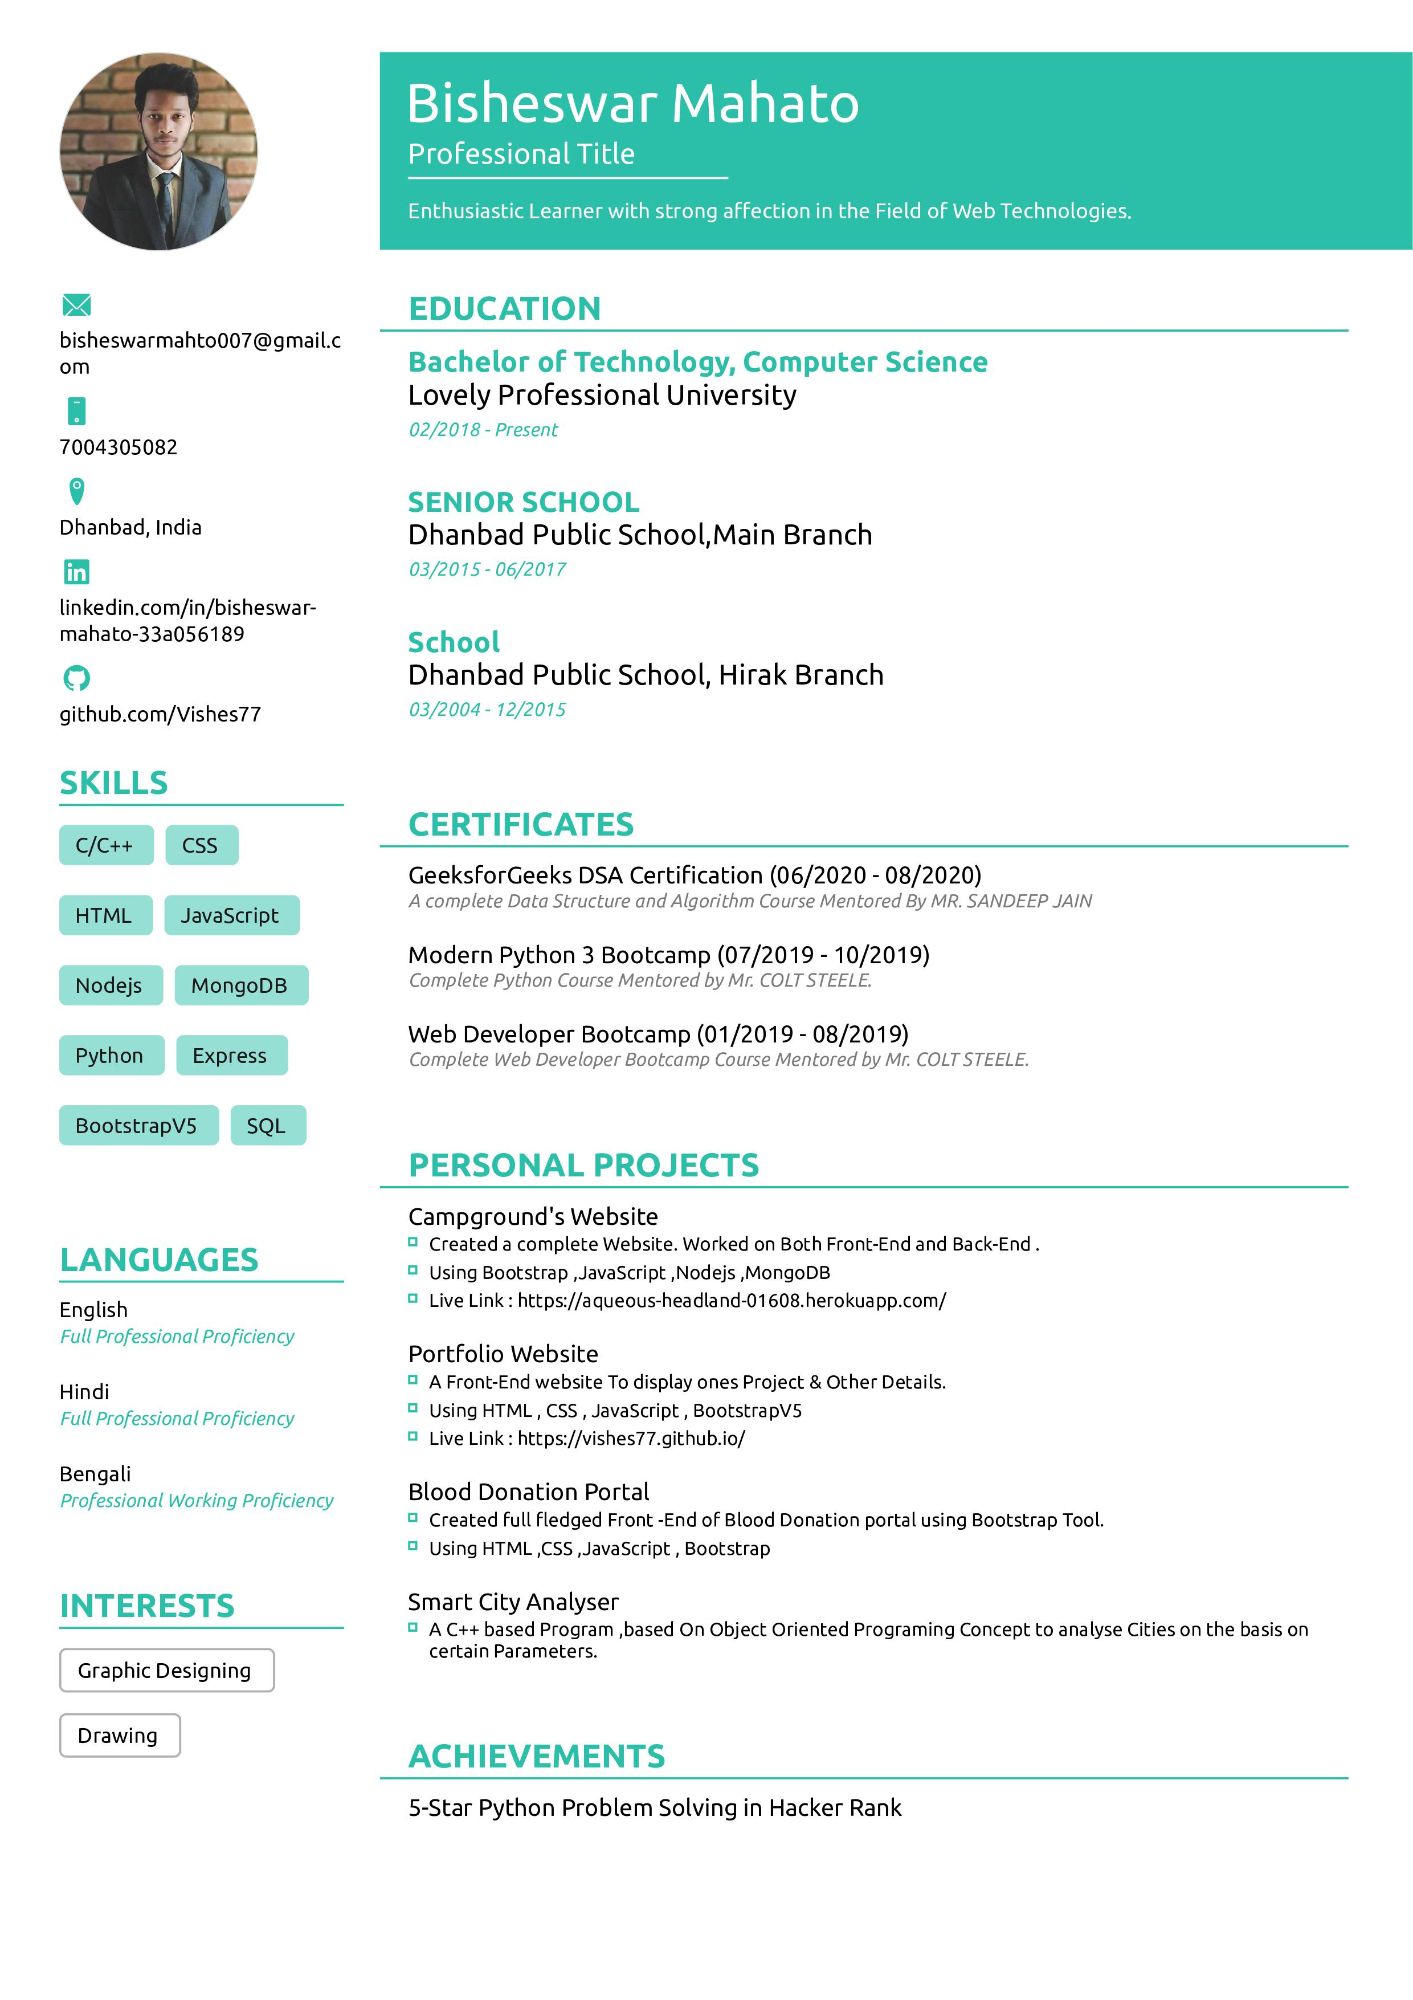 Bisheswar Mahato
Professional Title
Enthusiastic Learner with strong affection in the Field of Web Technologies.
bisheswarmahto007@gmail.c
om
7004305082
Dhanbad, India
linkedin.com/in/bisheswar-
mahato-33a056189
github.com/Vishes77
SKILLS
C/C++ CSS
HTML JavaScript
Nodejs MongoDB
Python Express
BootstrapV5 SQL
LANGUAGES
English
Full Professional Proficiency
Hindi
Full Professional Proficiency
Bengali
Professional Working Proficiency
INTERESTS
Graphic Designing
Drawing
EDUCATION
Bachelor of Technology, Computer Science
Lovely Professional University
02/2018 - Present
SENIOR SCHOOL
Dhanbad Public School,Main Branch
03/2015 - 06/2017
School
Dhanbad Public School, Hirak Branch
03/2004 - 12/2015
CERTIFICATES
GeeksforGeeks DSA Certification (06/2020 - 08/2020)
A complete Data Structure and Algorithm Course Mentored By MR. SANDEEP JAIN
Modern Python 3 Bootcamp (07/2019 - 10/2019)
Complete Python Course Mentored by Mr. COLT STEELE.
Web Developer Bootcamp (01/2019 - 08/2019)
Complete Web Developer Bootcamp Course Mentored by Mr. COLT STEELE.
PERSONAL PROJECTS
Campground's Website
Created a complete Website. Worked on Both Front-End and Back-End .
Using Bootstrap ,JavaScript ,Nodejs ,MongoDB
Live Link : https://aqueous-headland-01608.herokuapp.com/
Portfolio Website
A Front-End website To display ones Project & Other Details.
Using HTML , CSS , JavaScript , BootstrapV5
Live Link : https://vishes77.github.io/
Blood Donation Portal
Created full fledged Front -End of Blood Donation portal using Bootstrap Tool.
Using HTML ,CSS ,JavaScript , Bootstrap
Smart City Analyser
A C++ based Program ,based On Object Oriented Programing Concept to analyse Cities on the basis on
certain Parameters.
ACHIEVEMENTS
5-Star Python Problem Solving in Hacker Rank